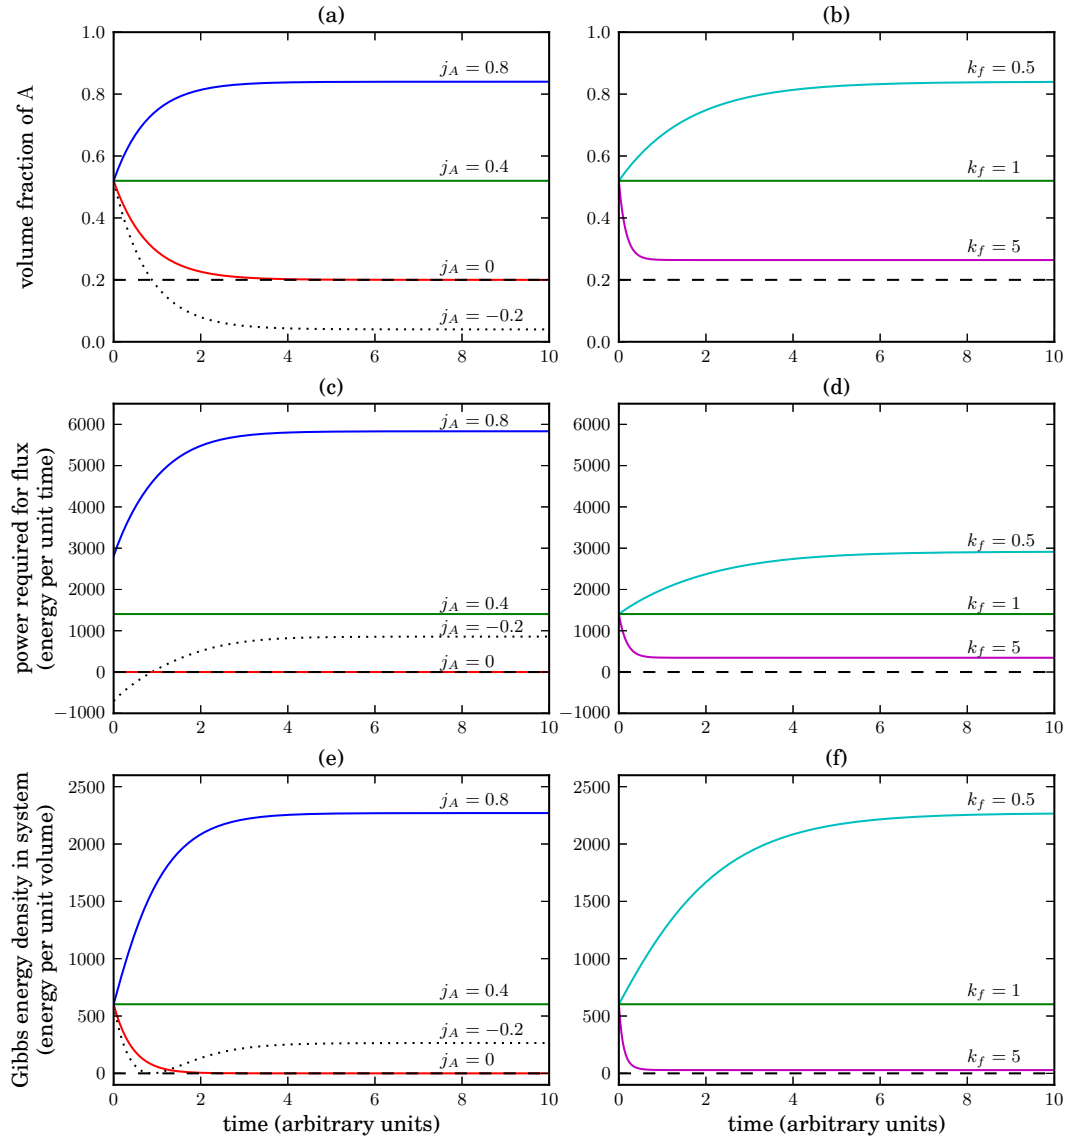 (a)
volume fraction of A
1.0
0.8
0.6
0.4
0.2
0.0
j_A = 0.8
j_A = 0.4
j_A = 0
j_A = −0.2
0 2 4 6 8 10
(b)
1.0
0.8
0.6
0.4
0.2
0.0
k_f = 0.5
k_f = 1
k_f = 5
0 2 4 6 8 10
(c)
power required for flux
(energy per unit time)
6000
5000
4000
3000
2000
1000
0
−1000
j_A = 0.8
j_A = 0.4
j_A = −0.2
j_A = 0
0 2 4 6 8 10
(d)
6000
5000
4000
3000
2000
1000
0
−1000
k_f = 0.5
k_f = 1
k_f = 5
0 2 4 6 8 10
(e)
Gibbs energy density in system
(energy per unit volume)
2500
2000
1500
1000
500
0
j_A = 0.8
j_A = 0.4
j_A = −0.2
j_A = 0
0 2 4 6 8 10
time (arbitrary units)
(f)
2500
2000
1500
1000
500
0
k_f = 0.5
k_f = 1
k_f = 5
0 2 4 6 8 10
time (arbitrary units)